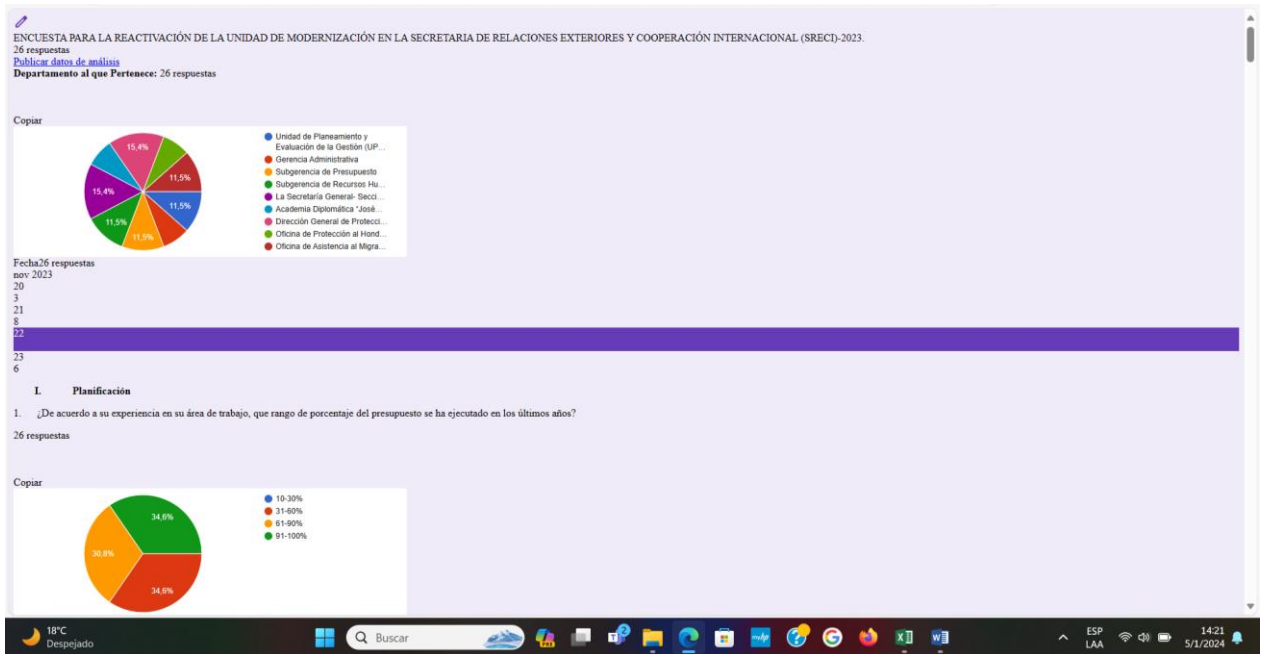 ENCUESTA PARA LA REACTIVACIÓN DE LA UNIDAD DE MODERNIZACIÓN EN LA SECRETARIA DE RELACIONES EXTERIORES Y COOPERACIÓN INTERNACIONAL (SRECI)-2023.
26 respuestas
Publicar datos de análisis
Departamento al que Pertenece: 26 respuestas
Copiar
15,4%
11,5%
11,5%
11,5%
11,5%
15,4%
Unidad de Planeamiento y
Evaluación de la Gestión (UP...
Gerencia Administrativa
Subgerencia de Presupuesto
Subgerencia de Recursos Hu...
La Secretaría General- Secci...
Academia Diplomática "José...
Dirección General de Protecci...
Oficina de Protección al Hond...
Oficina de Asistencia al Migra...
Fecha26 respuestas
nov 2023
20
3
21
8
22
23
6
I. Planificación
1. ¿De acuerdo a su experiencia en su área de trabajo, que rango de porcentaje del presupuesto se ha ejecutado en los últimos años?
26 respuestas
Copiar
34,6%
30,8%
34,6%
10-30%
31-60%
61-90%
91-100%
18°C
Despejado
Buscar
ESP
LAA
14:21
5/1/2024